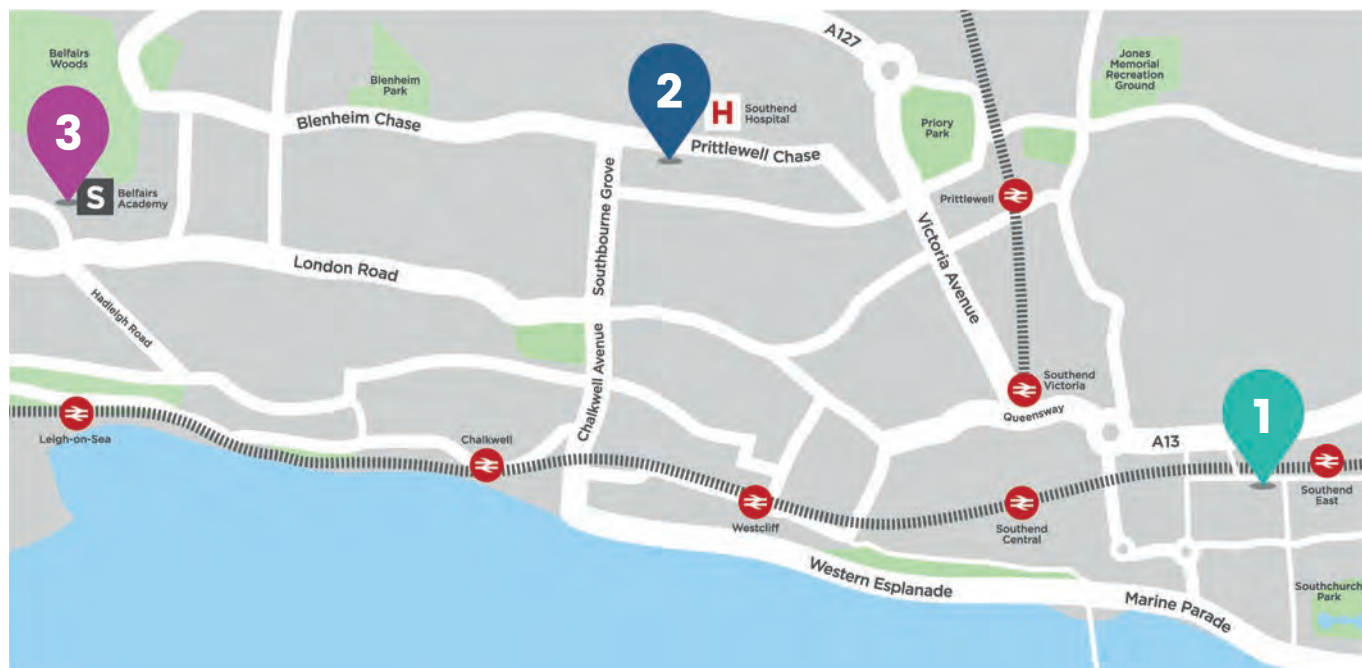 A127
Belfairs
Woods
Jones
Memorial
Recreation
Ground
3
Blenheim
Park
2
H
Southend
Hospital
Blenheim Chase
Priory
Park
Prittlewell Chase
S
Belfairs
Academy
Prittlewell
Southbourne Grove
Victoria Avenue
London Road
Hadleigh Road
Chalkwell Avenue
Southend
Victoria
Queensway
1
Leigh-on-Sea
Chalkwell
A13
Southend
East
Westcliff
Southend
Central
Western Esplanade
Marine Parade
Southchurch
Park